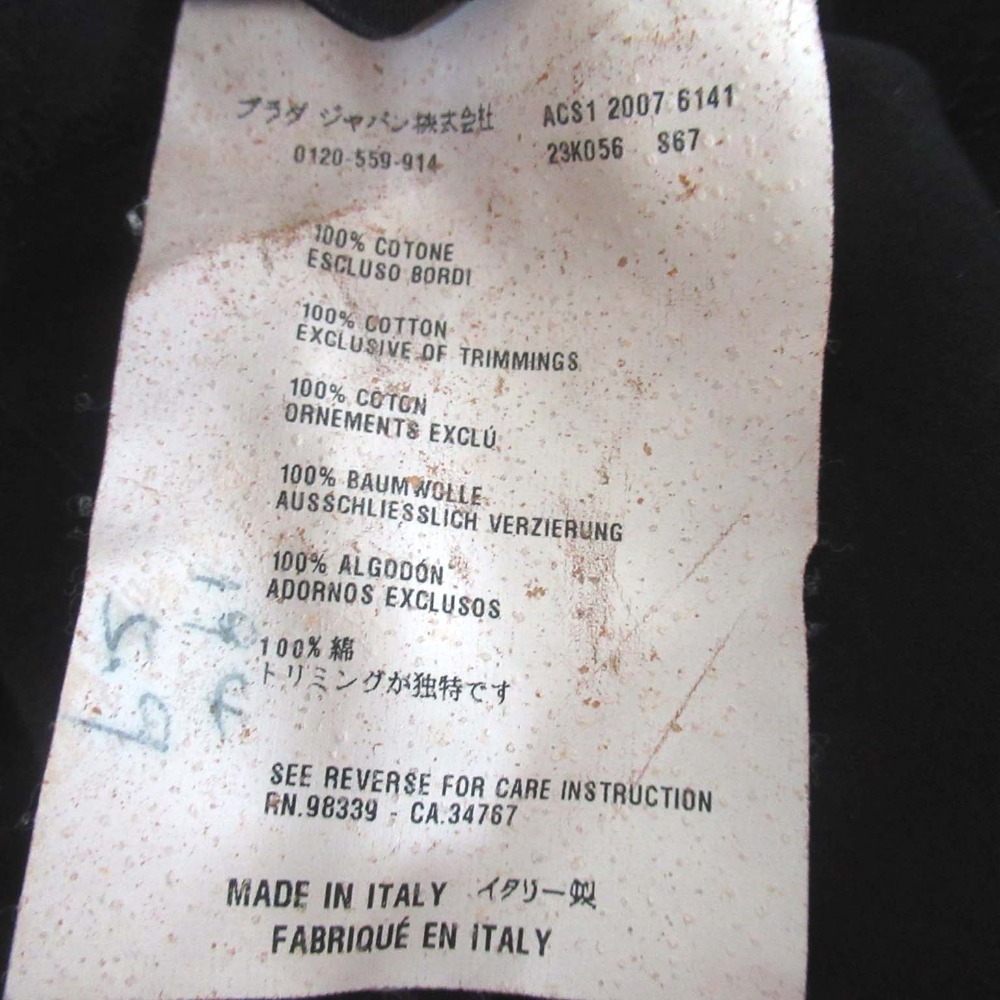 プラダ ジャパン株式会社
0120-559-914
ACS1 2007 6141
23K056 S67
100% COTONE
ESCLUSO BORDI
100% COTTON
EXCLUSIVE OF TRIMMINGS
100% COTON
ORNEMENTS EXCLÚ
100% BAUMWOLLE
AUSSCHLIESSLICH VERZIERUNG
100% ALGODÓN
ADORNOS EXCLUSOS
100% 綿
トリミングが独特です
SEE REVERSE FOR CARE INSTRUCTION
RN.98339 - CA.34767
MADE IN ITALY イタリー製
FABRIQUÉ EN ITALY